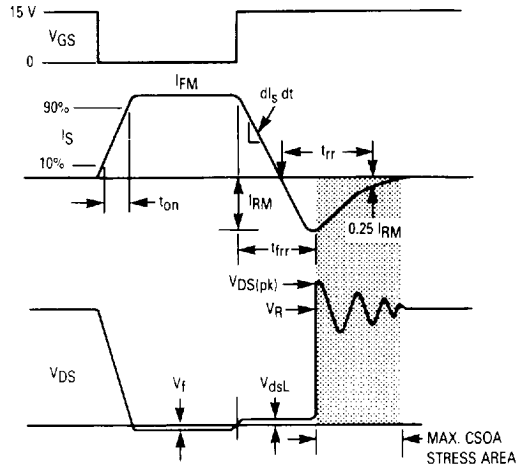 15 V
VGS
0
IFM
dIs dt
90%
IS
trr
10%
ton
IRM
0.25 IRM
tfrr
VDS(pk)
VR
VDS
Vf
VdsL
MAX. CSOA
STRESS AREA